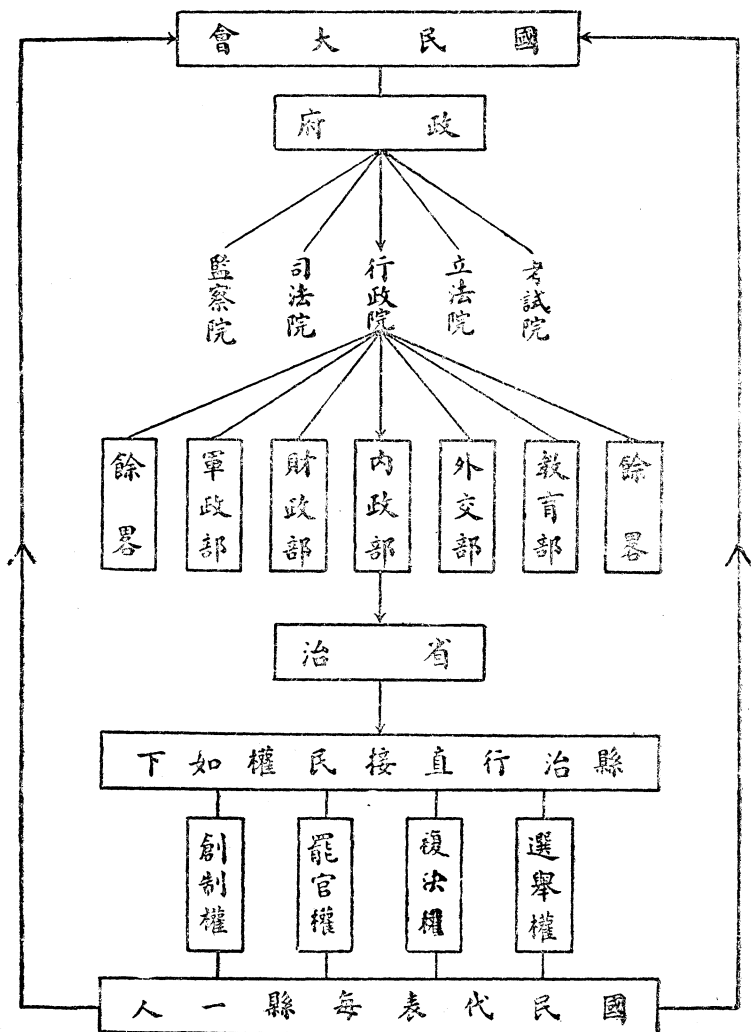 國民大會
政府
考試院
立法院
行政院
司法院
監察院
餘畧
教育部
外交部
內政部
財政部
軍政部
餘畧
省治
縣治行直接民權如下
選舉權
複決權
罷官權
創制權
國民代表每縣一人